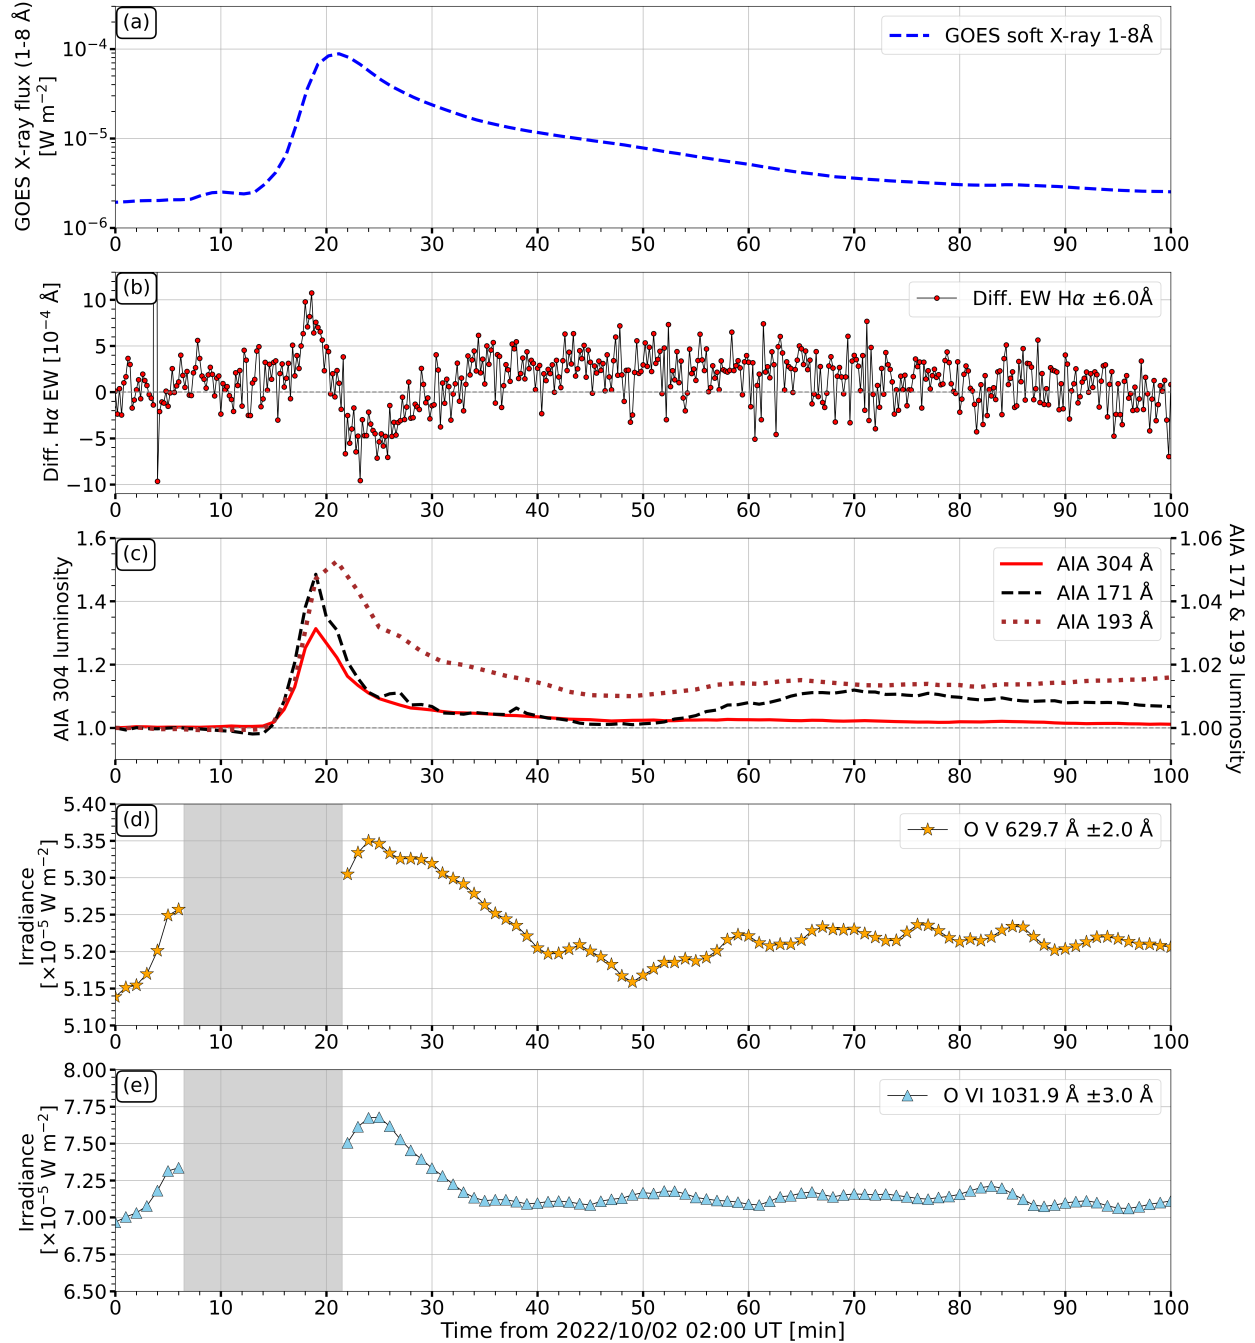 (a)
GOES soft X-ray 1-8Å
GOES X-ray flux (1-8 Å)
[W m⁻²]
10⁻⁴
10⁻⁵
10⁻⁶
0 10 20 30 40 50 60 70 80 90 100
(b)
Diff. EW Hα ±6.0Å
Diff. Hα EW [10⁻⁴ Å]
10
5
0
−5
−10
0 10 20 30 40 50 60 70 80 90 100
(c)
AIA 304 Å
AIA 171 Å
AIA 193 Å
AIA 304 luminosity
1.6
1.4
1.2
1.0
AIA 171 & 193 luminosity
1.06
1.04
1.02
1.00
0 10 20 30 40 50 60 70 80 90 100
(d)
O V 629.7 Å ±2.0 Å
Irradiance
[×10⁻⁵ W m⁻²]
5.40
5.35
5.30
5.25
5.20
5.15
5.10
0 10 20 30 40 50 60 70 80 90 100
(e)
O VI 1031.9 Å ±3.0 Å
Irradiance
[×10⁻⁵ W m⁻²]
8.00
7.75
7.50
7.25
7.00
6.75
6.50
0 10 20 30 40 50 60 70 80 90 100
Time from 2022/10/02 02:00 UT [min]